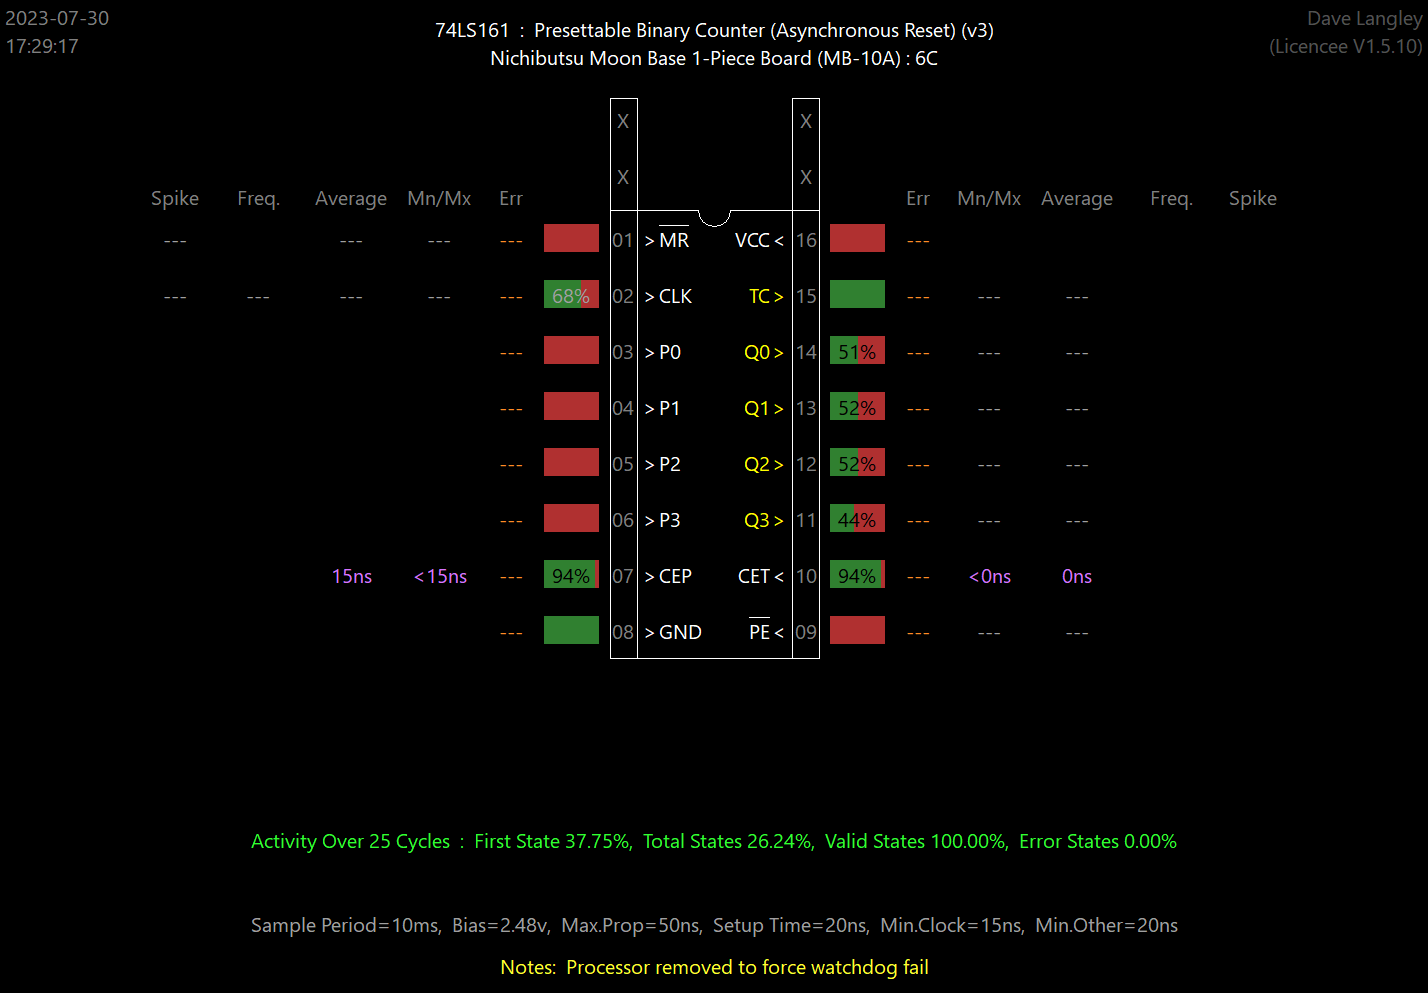 2023-07-30
17:29:17
74LS161 : Presettable Binary Counter (Asynchronous Reset) (v3)
Nichibutsu Moon Base 1-Piece Board (MB-10A) : 6C
Dave Langley
(Licencee V1.5.10)
X X
X X
Spike Freq. Average Mn/Mx Err Err Mn/Mx Average Freq. Spike
--- --- --- --- 01 > MR VCC < 16 ---
--- --- --- --- --- 68% 02 > CLK TC > 15 --- --- ---
--- 03 > P0 Q0 > 14 51% --- --- ---
--- 04 > P1 Q1 > 13 52% --- --- ---
--- 05 > P2 Q2 > 12 52% --- --- ---
--- 06 > P3 Q3 > 11 44% --- --- ---
15ns <15ns --- 94% 07 > CEP CET < 10 94% --- <0ns 0ns
--- 08 > GND PE < 09 --- --- ---
Activity Over 25 Cycles : First State 37.75%, Total States 26.24%, Valid States 100.00%, Error States 0.00%
Sample Period=10ms, Bias=2.48v, Max.Prop=50ns, Setup Time=20ns, Min.Clock=15ns, Min.Other=20ns
Notes: Processor removed to force watchdog fail